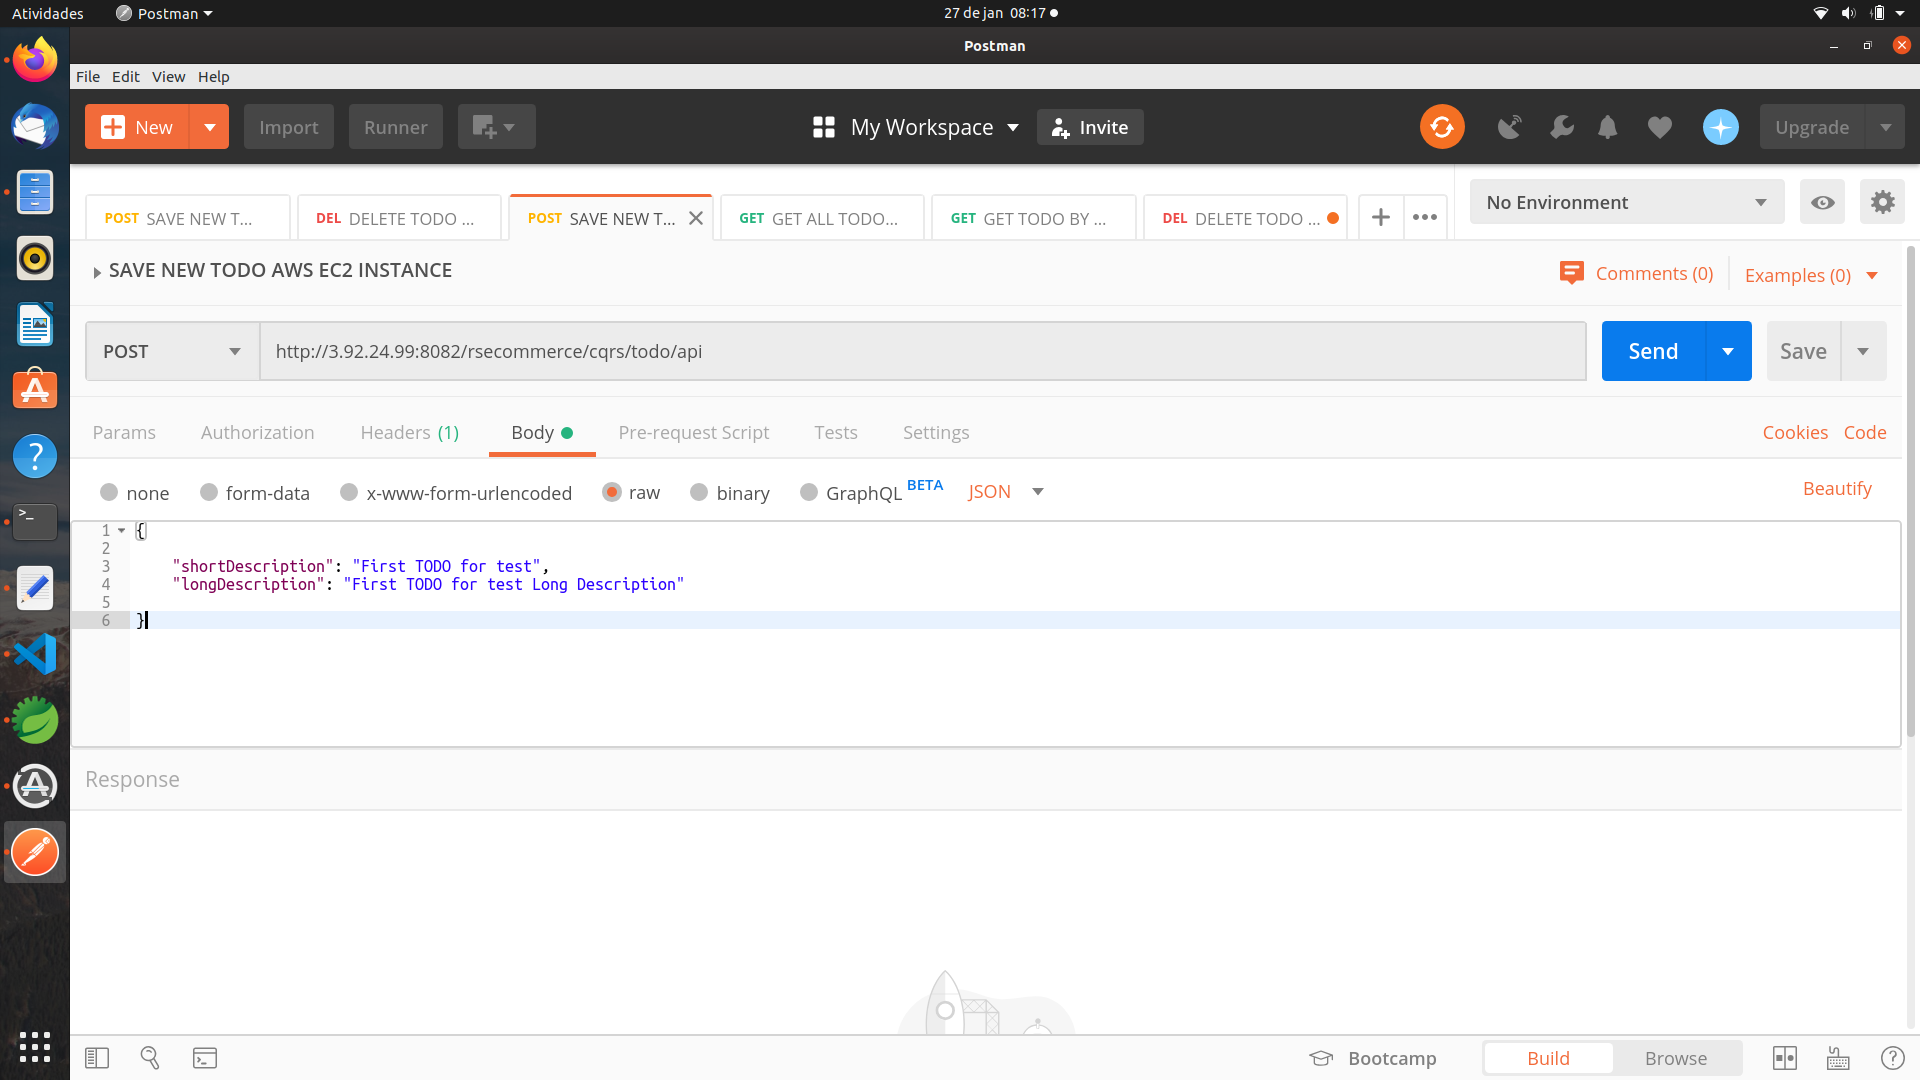 Atividades Postman 27 de jan 08:17
Postman
File Edit View Help
New Import Runner My Workspace Invite Upgrade
POST SAVE NEW T... DEL DELETE TODO ... POST SAVE NEW T... GET GET ALL TODO... GET GET TODO BY ... DEL DELETE TODO ... No Environment
SAVE NEW TODO AWS EC2 INSTANCE Comments (0) Examples (0)
POST http://3.92.24.99:8082/rsecommerce/cqrs/todo/api Send Save
Params Authorization Headers (1) Body Pre-request Script Tests Settings Cookies Code
none form-data x-www-form-urlencoded raw binary GraphQL BETA JSON Beautify
1 {
2
3 "shortDescription": "First TODO for test",
4 "longDescription": "First TODO for test Long Description"
5
6 }
Response
Bootcamp Build Browse